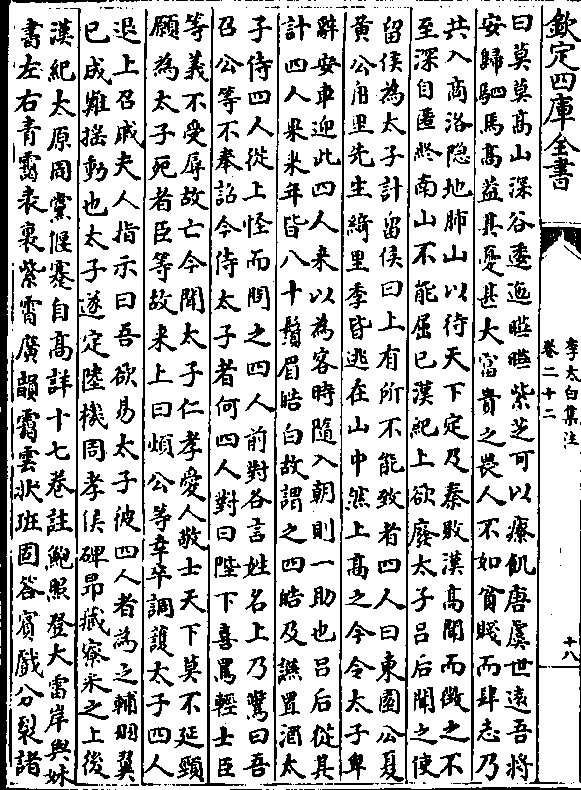 欽定四庫全書
李太白集注
卷二十二
十八
曰莫莫高山深谷逶迤曄曄紫芝可以療飢唐虞世遠吾將
安歸駟馬高蓋其憂甚大富貴之畏人不如貧賤而肆志乃
共入商洛隱地肺山以待天下定及秦敗漢高聞而徵之不
至深自匿終南山不能屈已漢紀上欲廢太子吕后聞之使
留侯為太子計留侯曰上有所不能致者四人曰東園公夏
黄公甪里先生綺里季皆逃在山中然上高之今令太子卑
辭安車迎此四人来以為客時隨入朝則一助也吕后從其
計四人来来年皆八十鬚眉皓白故謂之四皓及讌置酒太
子侍四人從上怪而問之四人前對各言姓名上乃驚曰吾
召公等不奉詔今侍太子者何四人對曰陛下喜罵輕士臣
等義不受辱故亡今聞太子仁孝愛人敬士天下莫不延頸
願為太子死者臣等故来上曰煩公等幸卒調護太子四人
退上召戚夫人指示曰吾欲易太子彼四人者為之輔羽翼
已成難揺動也太子遂定陸機周孝侯碑昂藏寮采之上後
漢紀太原周黨偃蹇自高詳十七卷註鮑照登大雷岸與妹
書左右青靄表裏紫霄廣韻靄雲狀班固答賓戲分裂諸